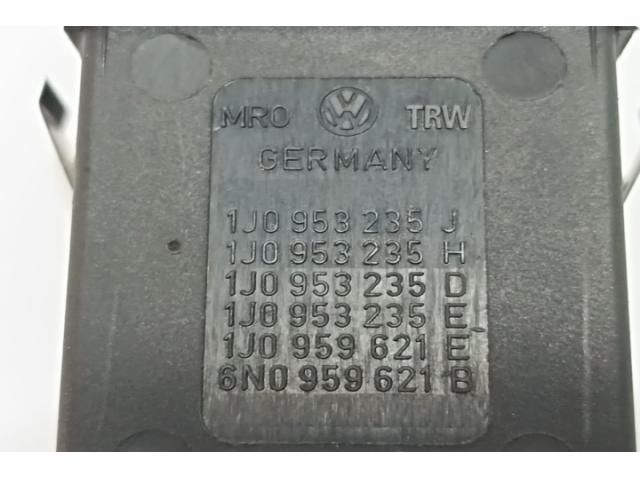 MRO VW TRW
GERMANY
1J0 953 235 J
1J0 953 235 H
1J0 953 235 D
1J0 953 235 E
1J0 959 621 E
6N0 959 621 B